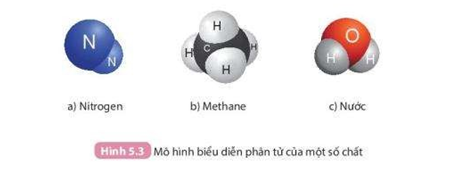 N
N
H
H
C
H
H
O
H
H
a) Nitrogen
b) Methane
c) Nước
Hình 5.3 Mô hình biểu diễn phân tử của một số chất